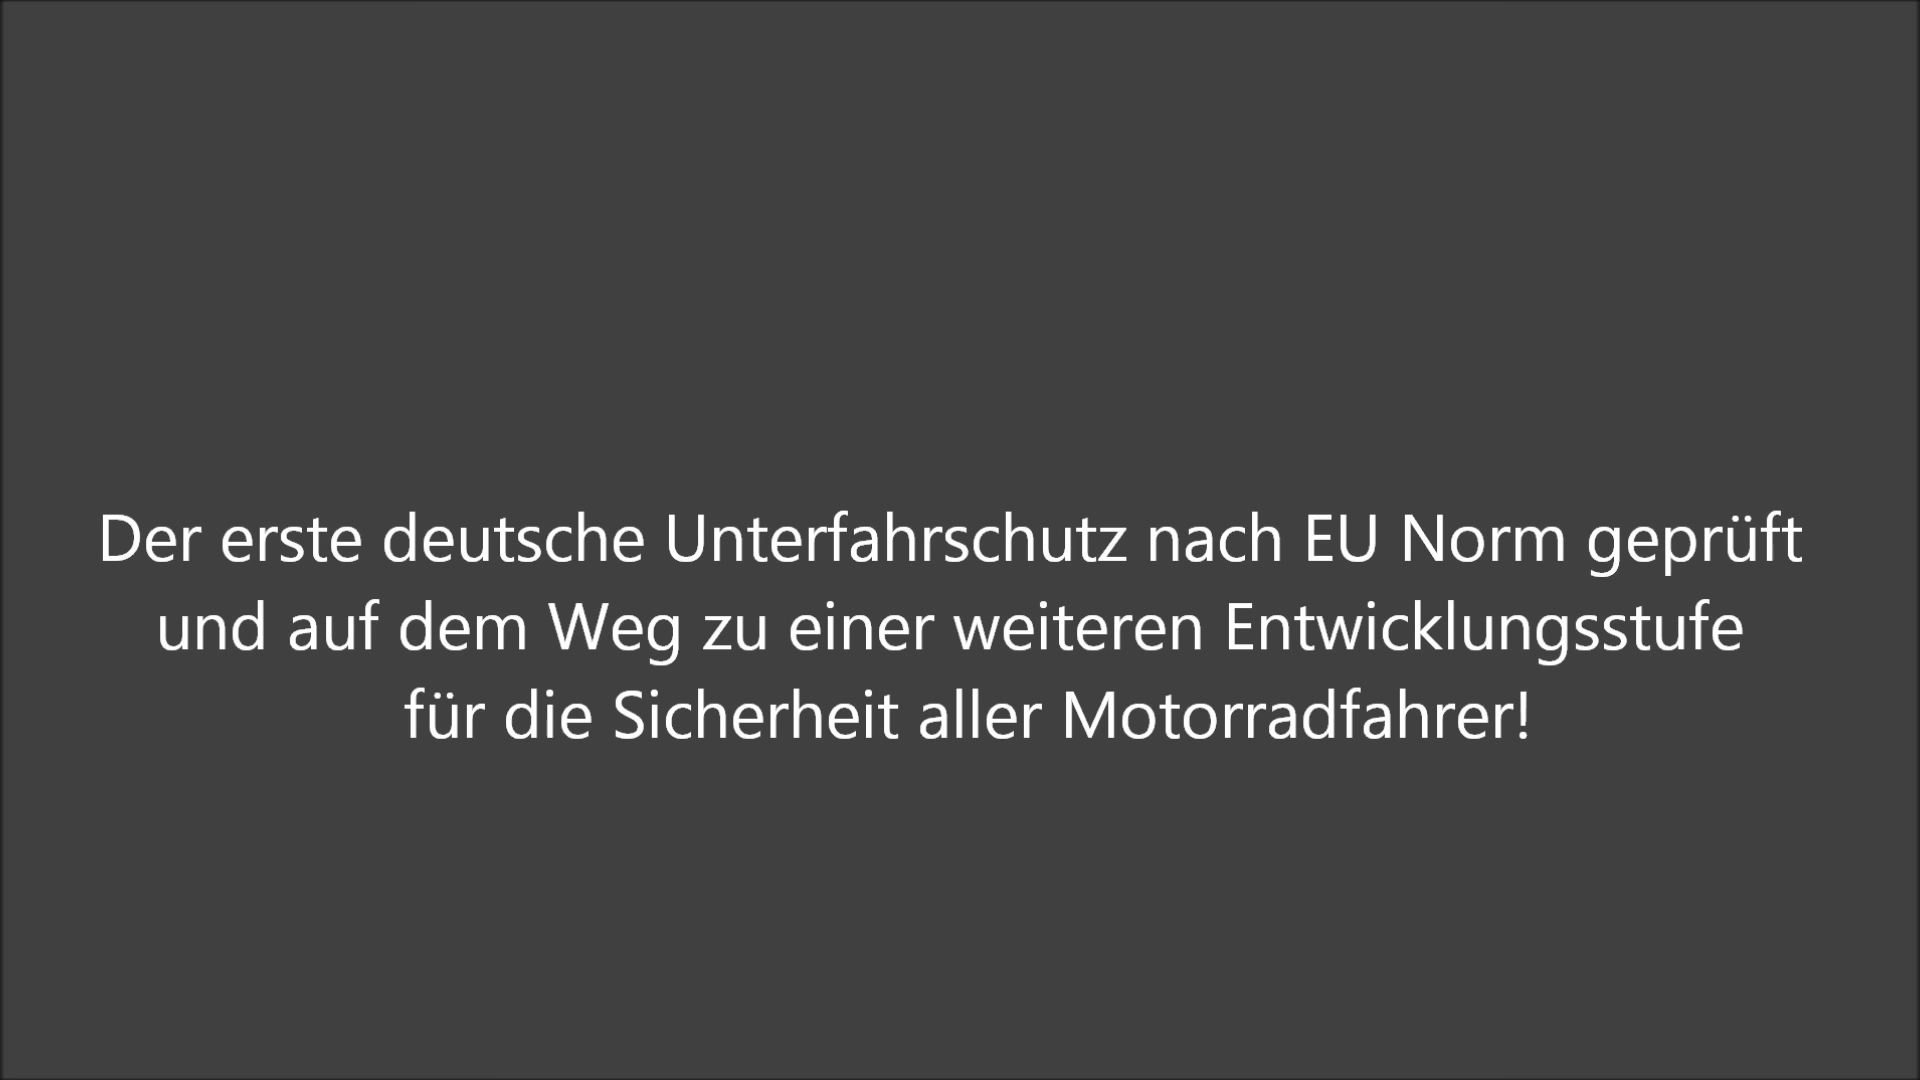 Der erste deutsche Unterfahrschutz nach EU Norm geprüft
und auf dem Weg zu einer weiteren Entwicklungsstufe
für die Sicherheit aller Motorradfahrer!